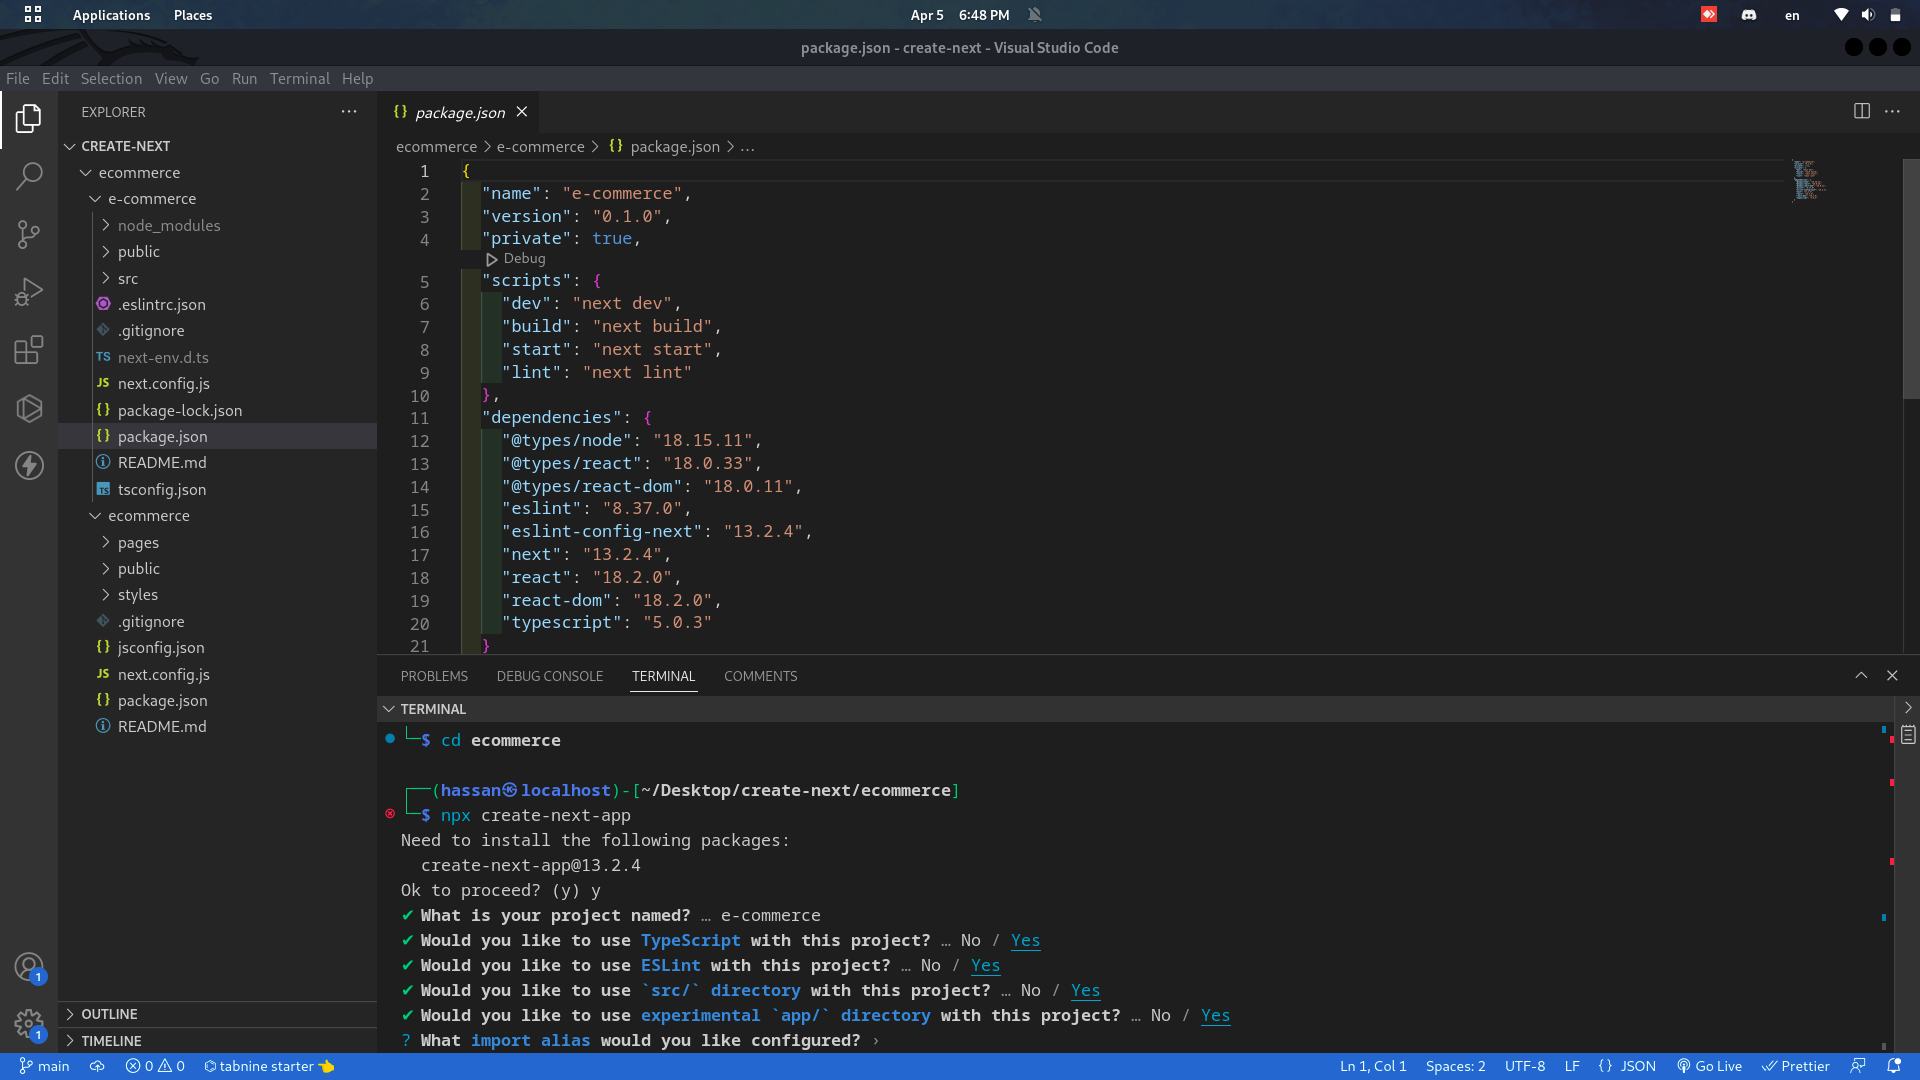 Applications Places
Apr 5 6:48 PM
en
package.json - create-next - Visual Studio Code
File Edit Selection View Go Run Terminal Help
EXPLORER
CREATE-NEXT
ecommerce
e-commerce
node_modules
public
src
.eslintrc.json
.gitignore
TS next-env.d.ts
JS next.config.js
{} package-lock.json
{} package.json
README.md
TS tsconfig.json
ecommerce
pages
public
styles
.gitignore
{} jsconfig.json
JS next.config.js
{} package.json
README.md
OUTLINE
TIMELINE
1
1
{} package.json
ecommerce > e-commerce > {} package.json > ...
1 {
2 "name": "e-commerce",
3 "version": "0.1.0",
4 "private": true,
Debug
5 "scripts": {
6 "dev": "next dev",
7 "build": "next build",
8 "start": "next start",
9 "lint": "next lint"
10 },
11 "dependencies": {
12 "@types/node": "18.15.11",
13 "@types/react": "18.0.33",
14 "@types/react-dom": "18.0.11",
15 "eslint": "8.37.0",
16 "eslint-config-next": "13.2.4",
17 "next": "13.2.4",
18 "react": "18.2.0",
19 "react-dom": "18.2.0",
20 "typescript": "5.0.3"
21 }
PROBLEMS DEBUG CONSOLE TERMINAL COMMENTS
TERMINAL
└─$ cd ecommerce
┌──(hassan㉿localhost)-[~/Desktop/create-next/ecommerce]
└─$ npx create-next-app
Need to install the following packages:
create-next-app@13.2.4
Ok to proceed? (y) y
✔ What is your project named? … e-commerce
✔ Would you like to use TypeScript with this project? … No / Yes
✔ Would you like to use ESLint with this project? … No / Yes
✔ Would you like to use `src/` directory with this project? … No / Yes
✔ Would you like to use experimental `app/` directory with this project? … No / Yes
? What import alias would you like configured? ›
main 0 0 tabnine starter 👈 Ln 1, Col 1 Spaces: 2 UTF-8 LF {} JSON Go Live Prettier